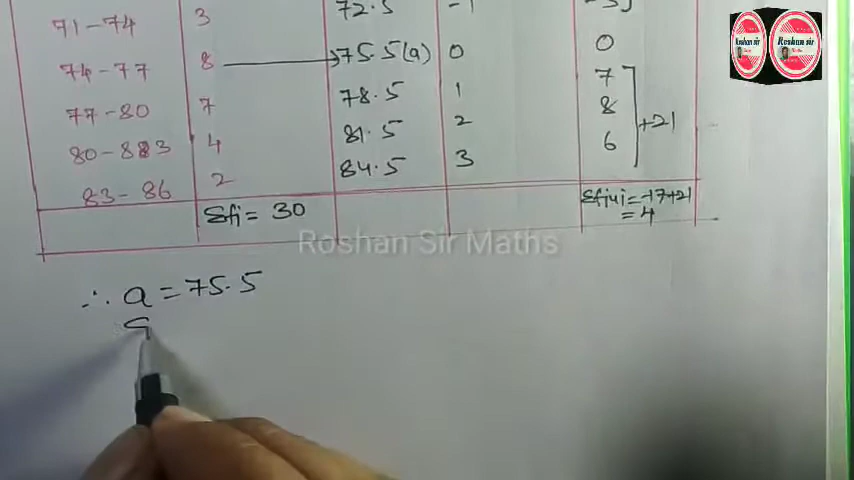 71-74 3 72.5 -1
74-77 8 75.5(a) 0 0
77-80 7 78.5 1 7
80-83 4 81.5 2 8 +21
83-86 2 84.5 3 6
Σfi = 30 Σfiui = -17+21
= 4
Roshan Sir Maths
∴ a = 75.5
Roshan sir
Roshan sir